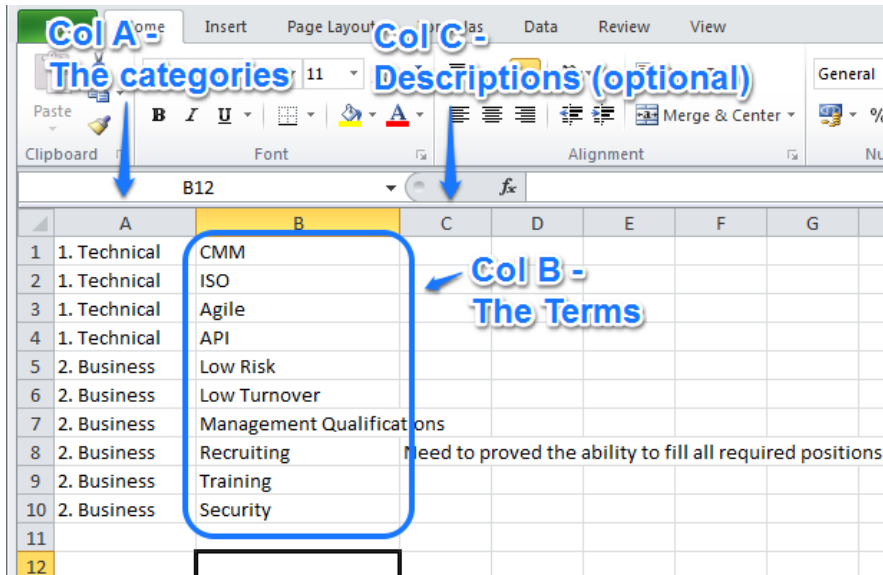 Home Insert Page Layout Formulas Data Review View
Col A -
The categories
Col C -
Descriptions (optional)
11
General
Paste
B I U A
Merge & Center
%
Clipboard Font Alignment Nu
B12 fx
A B C D E F G
1 1. Technical CMM
2 1. Technical ISO
3 1. Technical Agile
4 1. Technical API
5 2. Business Low Risk
6 2. Business Low Turnover
7 2. Business Management Qualifications
8 2. Business Recruiting Need to proved the ability to fill all required positions
9 2. Business Training
10 2. Business Security
11
12
Col B -
The Terms